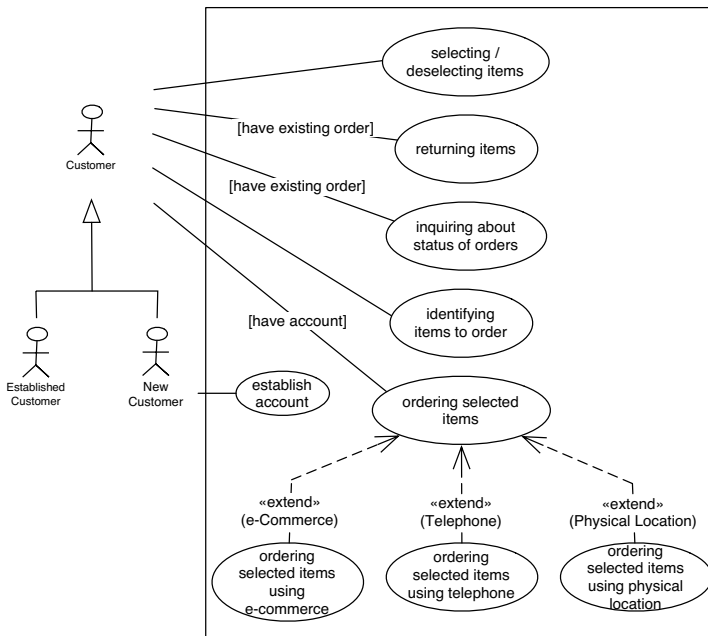 selecting /
deselecting items
[have existing order]
Customer
returning items
[have existing order]
inquiring about
status of orders
[have account]
identifying
items to order
Established
Customer
New
Customer
establish
account
ordering selected
items
«extend»
(e-Commerce)
«extend»
(Telephone)
«extend»
(Physical Location)
ordering
selected items
using
e-commerce
ordering
selected items
using telephone
ordering
selected items
using physical
location